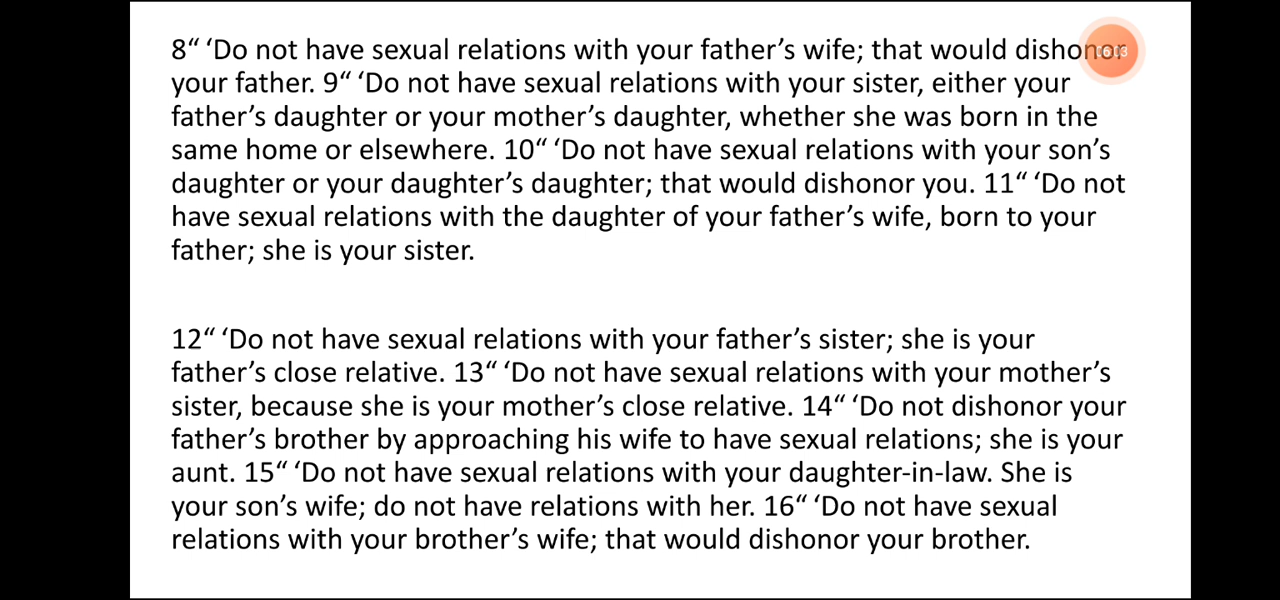 8“ ‘Do not have sexual relations with your father’s wife; that would dishonor
your father. 9“ ‘Do not have sexual relations with your sister, either your
father’s daughter or your mother’s daughter, whether she was born in the
same home or elsewhere. 10“ ‘Do not have sexual relations with your son’s
daughter or your daughter’s daughter; that would dishonor you. 11“ ‘Do not
have sexual relations with the daughter of your father’s wife, born to your
father; she is your sister.
12“ ‘Do not have sexual relations with your father’s sister; she is your
father’s close relative. 13“ ‘Do not have sexual relations with your mother’s
sister, because she is your mother’s close relative. 14“ ‘Do not dishonor your
father’s brother by approaching his wife to have sexual relations; she is your
aunt. 15“ ‘Do not have sexual relations with your daughter-in-law. She is
your son’s wife; do not have relations with her. 16“ ‘Do not have sexual
relations with your brother’s wife; that would dishonor your brother.